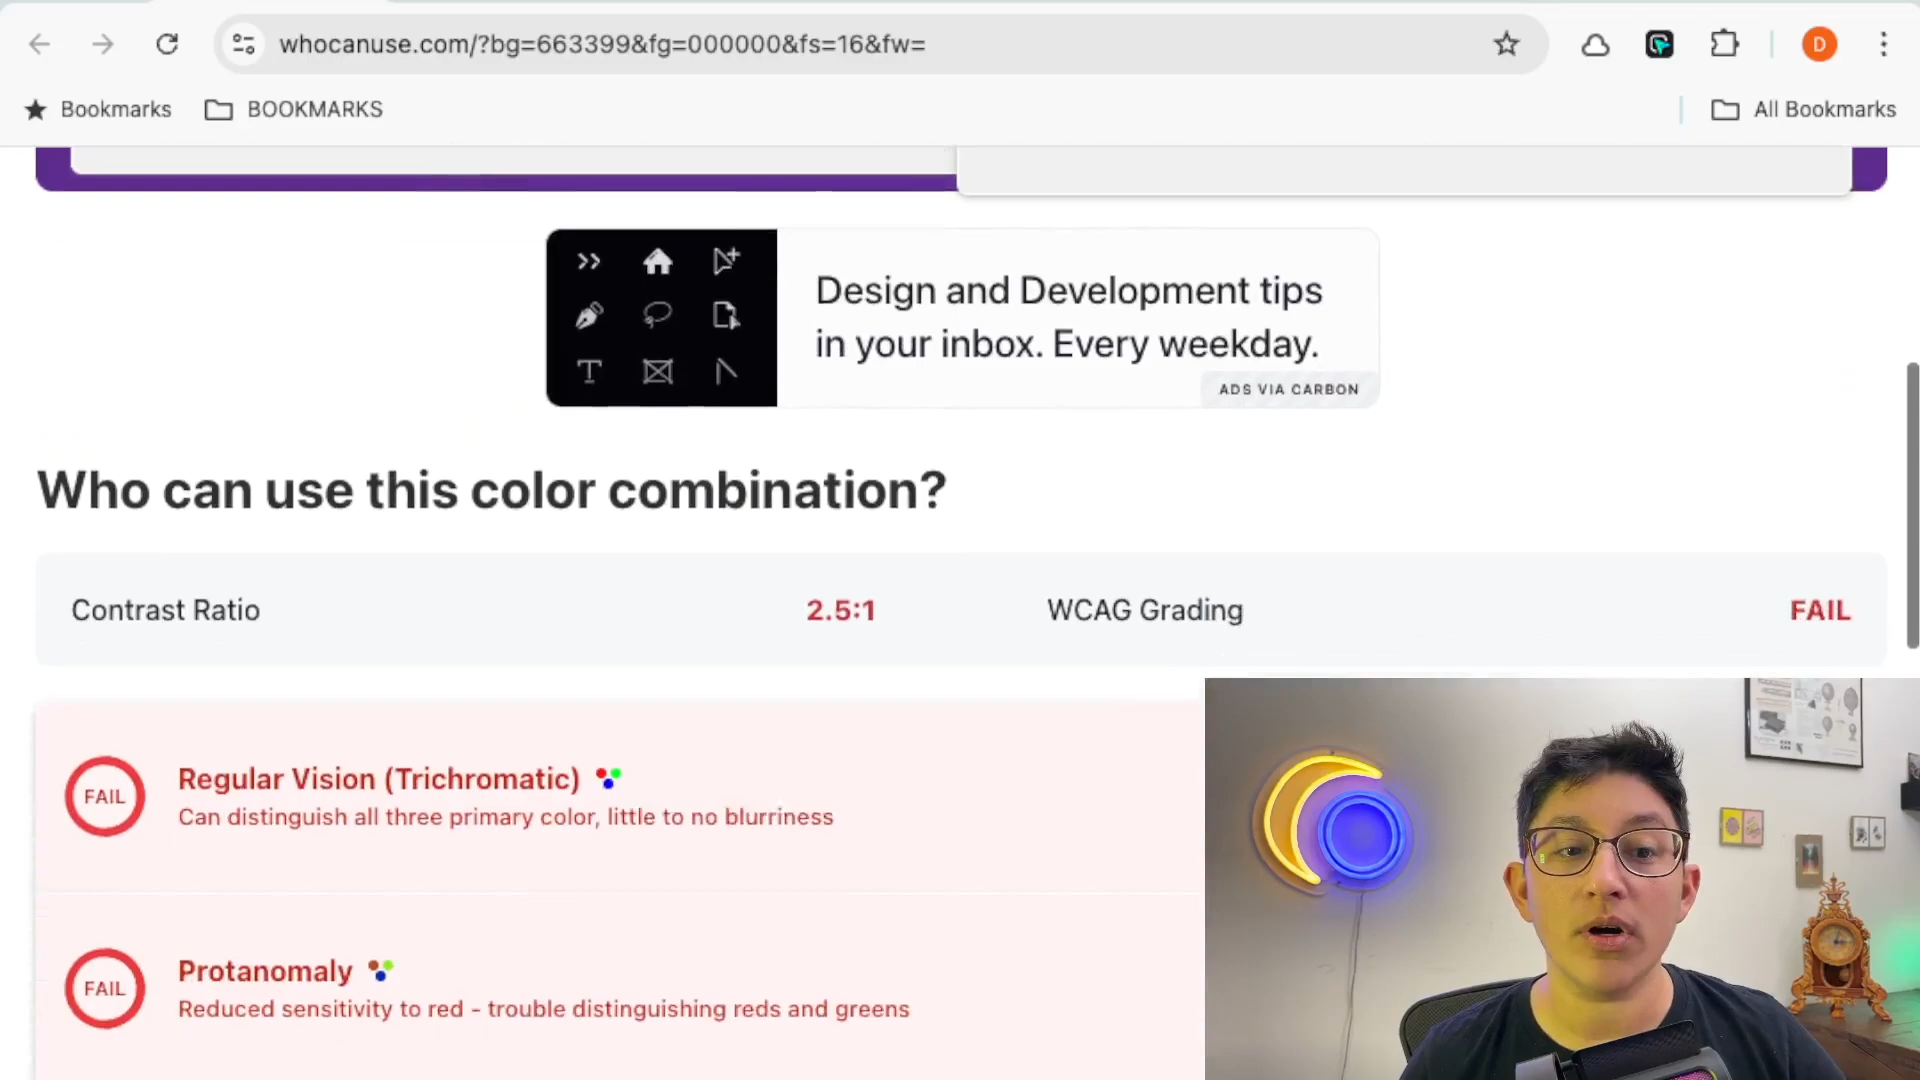 whocanuse.com/?bg=663399&fg=000000&fs=16&fw=
D
Bookmarks
BOOKMARKS
All Bookmarks
Design and Development tips
in your inbox. Every weekday.
ADS VIA CARBON
Who can use this color combination?
Contrast Ratio 2.5:1 WCAG Grading FAIL
FAIL
Regular Vision (Trichromatic)
Can distinguish all three primary color, little to no blurriness
FAIL
Protanomaly
Reduced sensitivity to red - trouble distinguishing reds and greens